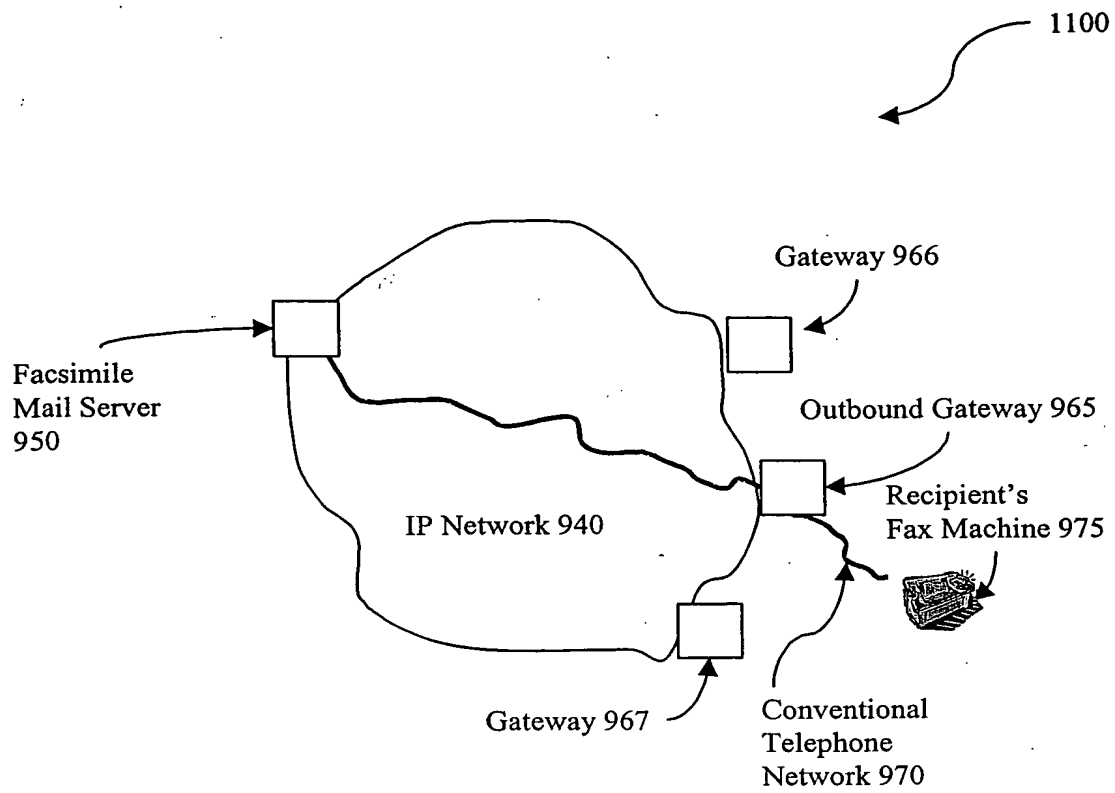 1100
Gateway 966
Facsimile
Mail Server
950
Outbound Gateway 965
Recipient's
Fax Machine 975
IP Network 940
Gateway 967
Conventional
Telephone
Network 970